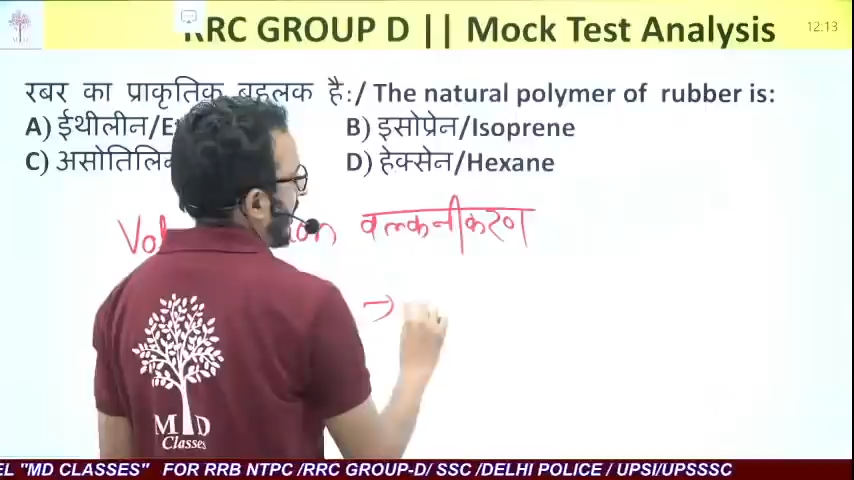 RRC GROUP D || Mock Test Analysis
12:13
रबर का प्राकृतिक बहुलक है:/ The natural polymer of rubber is:
A) ईथीलीन/E
B) इसोप्रेन/Isoprene
C) असोतिलि
D) हेक्सेन/Hexane
वल्कनीकरण
MD
Classes
EL "MD CLASSES" FOR RRB NTPC /RRC GROUP-D/ SSC /DELHI POLICE / UPSI/UPSSSC